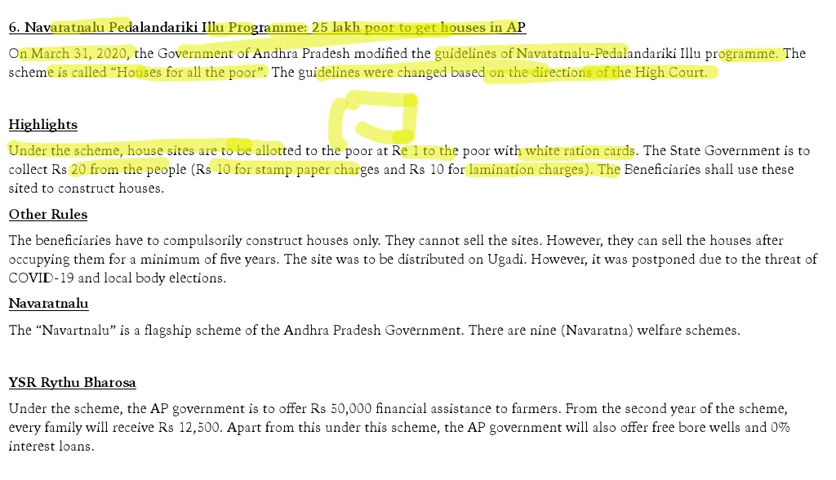 6. Navaratnalu Pedalandariki Illu Programme: 25 lakh poor to get houses in AP
On March 31, 2020, the Government of Andhra Pradesh modified the guidelines of Navatatnalu-Pedalandariki Illu programme. The
scheme is called “Houses for all the poor”. The guidelines were changed based on the directions of the High Court.
Highlights
Under the scheme, house sites are to be allotted to the poor at Re 1 to the poor with white ration cards. The State Government is to
collect Rs 20 from the people (Rs 10 for stamp paper charges and Rs 10 for lamination charges). The Beneficiaries shall use these
sited to construct houses.
Other Rules
The beneficiaries have to compulsorily construct houses only. They cannot sell the sites. However, they can sell the houses after
occupying them for a minimum of five years. The site was to be distributed on Ugadi. However, it was postponed due to the threat of
COVID-19 and local body elections.
Navaratnalu
The “Navartnalu” is a flagship scheme of the Andhra Pradesh Government. There are nine (Navaratna) welfare schemes.
YSR Rythu Bharosa
Under the scheme, the AP government is to offer Rs 50,000 financial assistance to farmers. From the second year of the scheme,
every family will receive Rs 12,500. Apart from this under this scheme, the AP government will also offer free bore wells and 0%
interest loans.